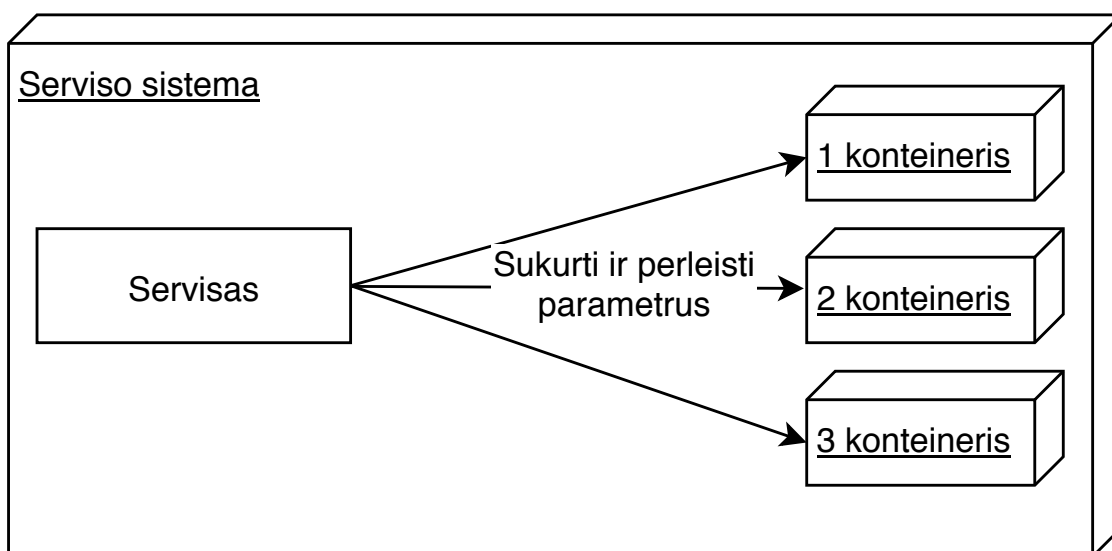 Serviso sistema
1 konteineris
Servisas
Sukurti ir perleisti
parametrus
2 konteineris
3 konteineris